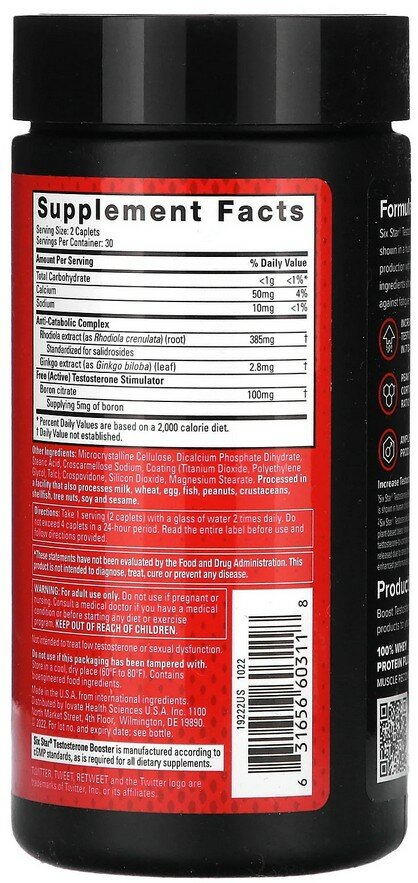 Supplement Facts
Serving Size: 2 Caplets
Servings Per Container: 30
Amount Per Serving % Daily Value
Total Carbohydrate <1g <1%*
Calcium 50mg 4%
Sodium 10mg <1%
Anti-Catabolic Complex
Rhodiola extract (as Rhodiola crenulata) (root) 385mg †
Standardized for salidrosides
Ginkgo extract (as Ginkgo biloba) (leaf) 2.8mg †
Free (Active) Testosterone Stimulator
Boron citrate 100mg †
Supplying 5mg of boron
* Percent Daily Values are based on a 2,000 calorie diet.
† Daily Value not established.
Other Ingredients: Microcrystalline Cellulose, Dicalcium Phosphate Dihydrate,
Stearic Acid, Croscarmellose Sodium, Coating (Titanium Dioxide, Polyethylene
Glycol, Talc), Crospovidone, Silicon Dioxide, Magnesium Stearate. Processed in
a facility that also processes milk, wheat, egg, fish, peanuts, crustaceans,
shellfish, tree nuts, soy and sesame.
Directions: Take 1 serving (2 caplets) with a glass of water 2 times daily. Do
not exceed 4 caplets in a 24-hour period. Read the entire label before use and
follow directions provided.
*These statements have not been evaluated by the Food and Drug Administration. This
product is not intended to diagnose, treat, cure or prevent any disease.
WARNING: For adult use only. Do not use if pregnant or
nursing. Consult a medical doctor if you have a medical
condition or before starting any diet or exercise
program. KEEP OUT OF REACH OF CHILDREN.
Not intended to treat low testosterone or sexual dysfunction.
Do not use if this packaging has been tampered with.
Store in a cool, dry place (60°F to 80°F). Contains
bioengineered food ingredients.
Made in the U.S.A. from international ingredients.
Distributed by Iovate Health Sciences U.S.A. Inc. 1100
North Market Street, 4th Floor, Wilmington, DE 19890.
© 2022 For lot no. and expiry date: see bottle.
Six Star® Testosterone Booster is manufactured according to
cGMP standards, as is required for all dietary supplements.
TWITTER, TWEET, RETWEET and the Twitter logo are
trademarks of Twitter, Inc. or its affiliates.
19222US 1022
6 31656 60311 8
Six Star® Testo
shown in a
production
ingredients
against
INCRE
TEST
PEAK
AMPL
PROD
Increase Testost
Product
Boost Testost
products to
100% WHEY
PROTEIN
MUSCLE